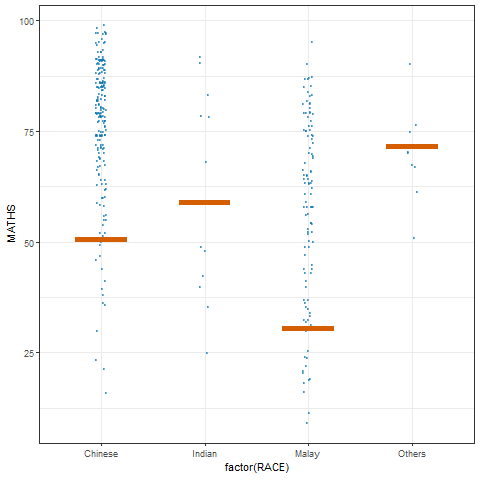 100
75
50
25
MATHS
Chinese
Indian
Malay
Others
factor(RACE)